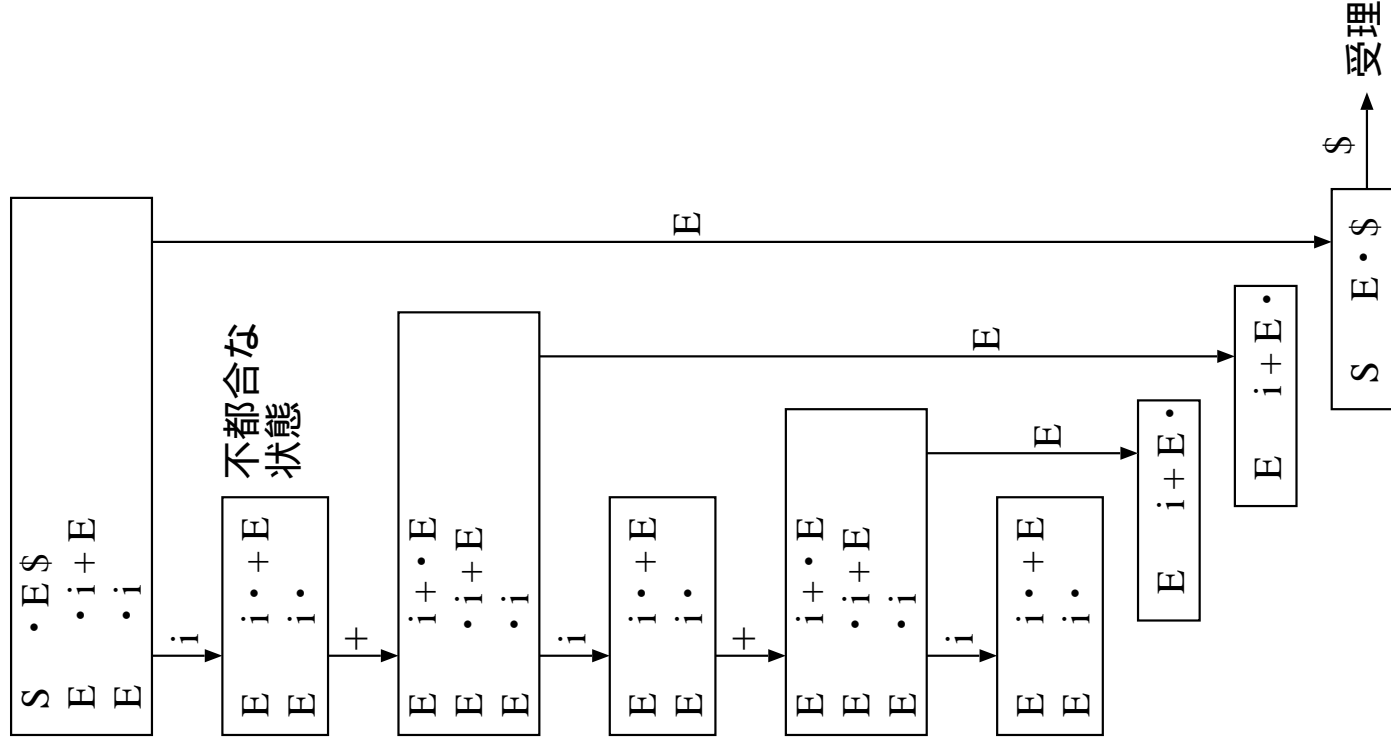 S ・E$
E ・i+E
E ・i
i
E i・+E
E i・
不都合な
状態
+
E i+・E
E ・i+E
E ・i
i
E i・+E
E i・
+
E i+・E
E ・i+E
E ・i
i
E i・+E
E i・
E
E i+E・
E
E i+E・
E
S E・$
$
受理